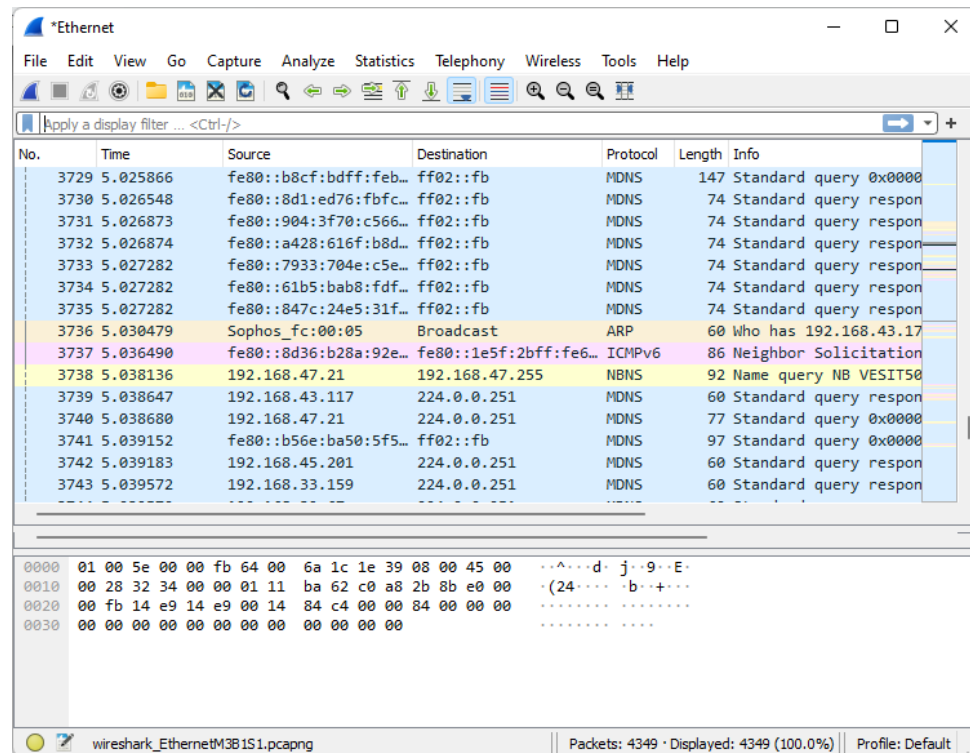 *Ethernet
File Edit View Go Capture Analyze Statistics Telephony Wireless Tools Help
Apply a display filter ... <Ctrl-/>
No. Time Source Destination Protocol Length Info
3729 5.025866 fe80::b8cf:bdff:feb… ff02::fb MDNS 147 Standard query 0x0000
3730 5.026548 fe80::8d1:ed76:fbfc… ff02::fb MDNS 74 Standard query respon
3731 5.026873 fe80::904:3f70:c566… ff02::fb MDNS 74 Standard query respon
3732 5.026874 fe80::a428:616f:b8d… ff02::fb MDNS 74 Standard query respon
3733 5.027282 fe80::7933:704e:c5e… ff02::fb MDNS 74 Standard query respon
3734 5.027282 fe80::61b5:bab8:fdf… ff02::fb MDNS 74 Standard query respon
3735 5.027282 fe80::847c:24e5:31f… ff02::fb MDNS 74 Standard query respon
3736 5.030479 Sophos_fc:00:05 Broadcast ARP 60 Who has 192.168.43.17
3737 5.036490 fe80::8d36:b28a:92e… fe80::1e5f:2bff:fe6… ICMPv6 86 Neighbor Solicitation
3738 5.038136 192.168.47.21 192.168.47.255 NBNS 92 Name query NB VESIT50
3739 5.038647 192.168.43.117 224.0.0.251 MDNS 60 Standard query respon
3740 5.038680 192.168.47.21 224.0.0.251 MDNS 77 Standard query 0x0000
3741 5.039152 fe80::b56e:ba50:5f5… ff02::fb MDNS 97 Standard query 0x0000
3742 5.039183 192.168.45.201 224.0.0.251 MDNS 60 Standard query respon
3743 5.039572 192.168.33.159 224.0.0.251 MDNS 60 Standard query respon
0000 01 00 5e 00 00 fb 64 00 6a 1c 1e 39 08 00 45 00 ··^···d· j··9··E·
0010 00 28 32 34 00 00 01 11 ba 62 c0 a8 2b 8b e0 00 ·(24···· ·b··+···
0020 00 fb 14 e9 14 e9 00 14 84 c4 00 00 84 00 00 00 ········ ········
0030 00 00 00 00 00 00 00 00 00 00 00 00 ········ ····
wireshark_EthernetM3B1S1.pcapng Packets: 4349 · Displayed: 4349 (100.0%) Profile: Default